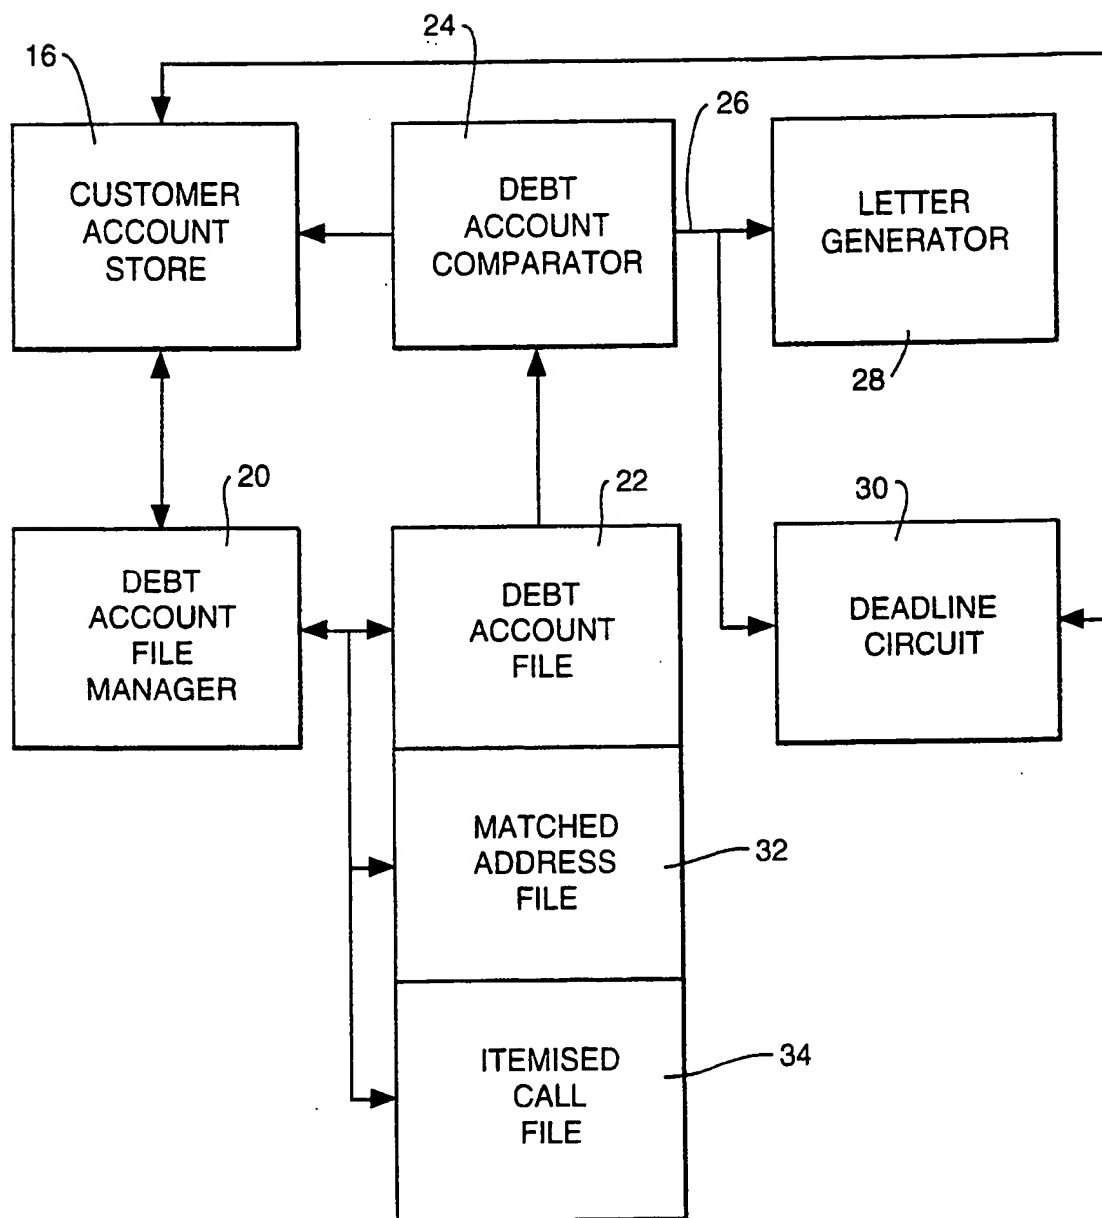 24
16
26
CUSTOMER
ACCOUNT
STORE
DEBT
ACCOUNT
COMPARATOR
LETTER
GENERATOR
28
20
22
30
DEBT
ACCOUNT
FILE
MANAGER
DEBT
ACCOUNT
FILE
DEADLINE
CIRCUIT
MATCHED
ADDRESS
FILE
32
ITEMISED
CALL
FILE
34